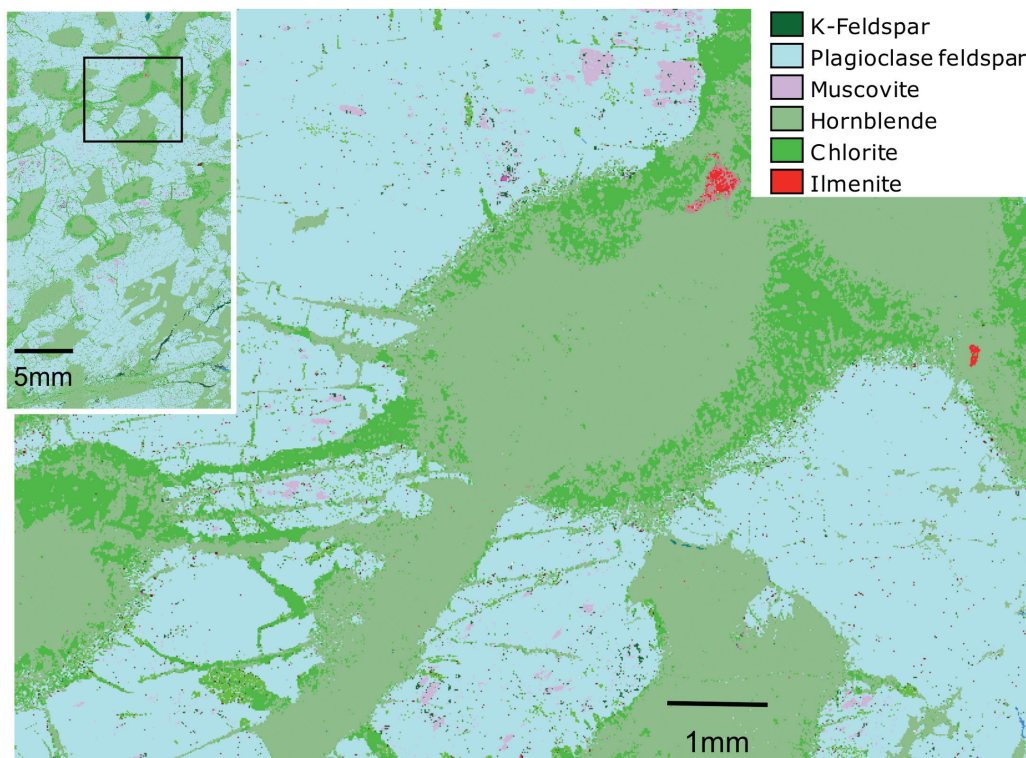 K-Feldspar
Plagioclase feldspar
Muscovite
Hornblende
Chlorite
Ilmenite
5mm
1mm